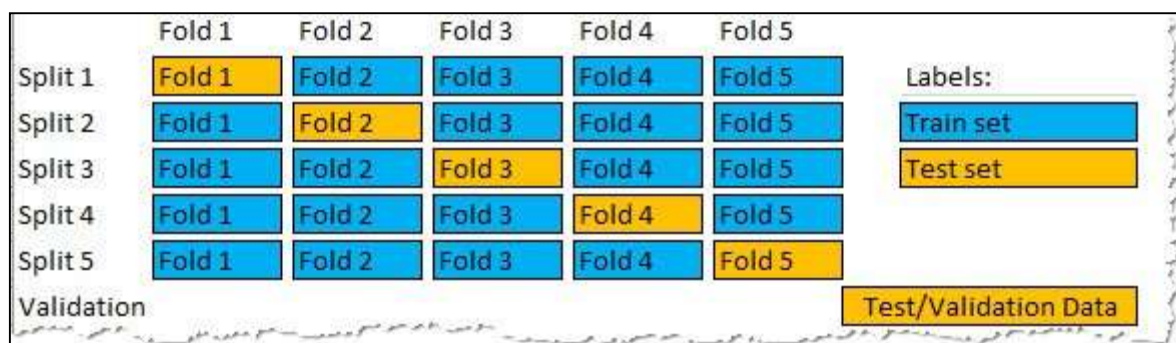 Fold 1 Fold 2 Fold 3 Fold 4 Fold 5
Split 1 Fold 1 Fold 2 Fold 3 Fold 4 Fold 5 Labels:
Split 2 Fold 1 Fold 2 Fold 3 Fold 4 Fold 5 Train set
Split 3 Fold 1 Fold 2 Fold 3 Fold 4 Fold 5 Test set
Split 4 Fold 1 Fold 2 Fold 3 Fold 4 Fold 5
Split 5 Fold 1 Fold 2 Fold 3 Fold 4 Fold 5
Validation Test/Validation Data